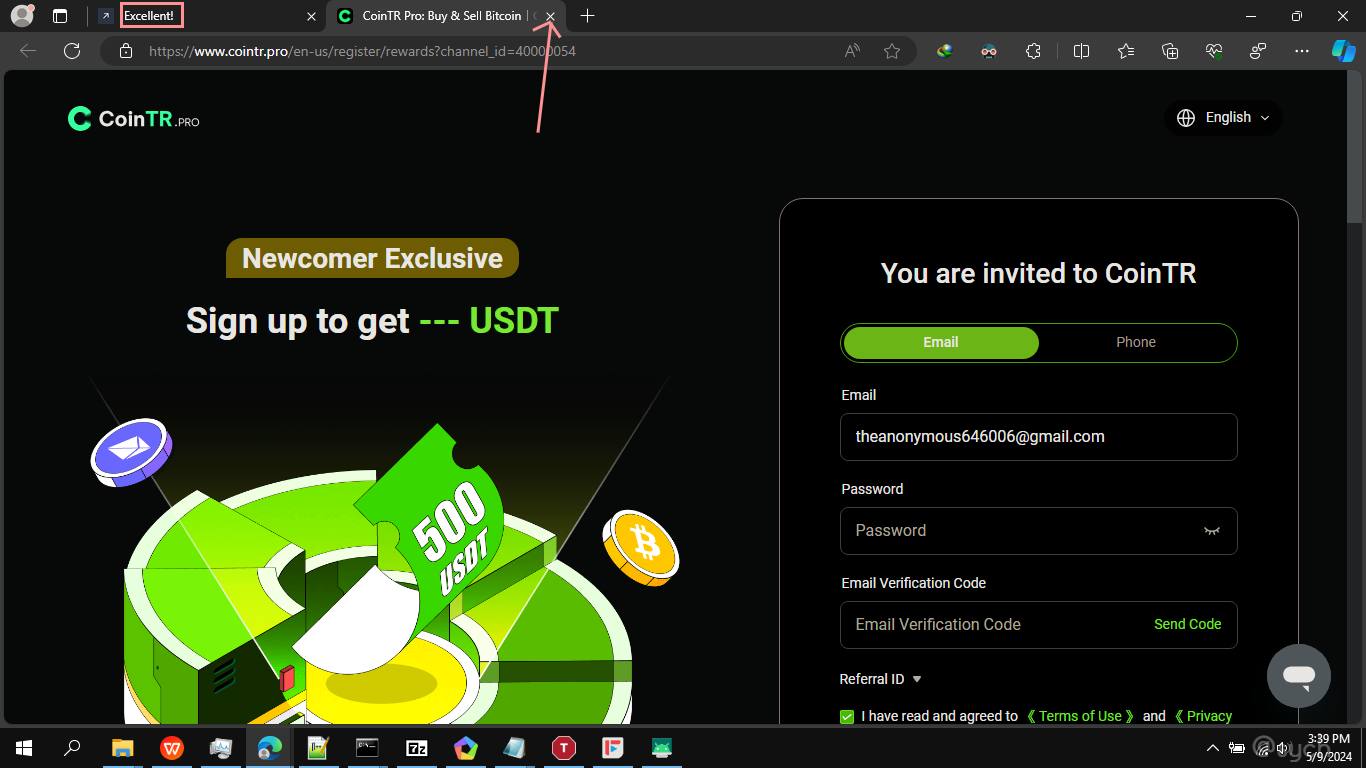 Excellent!
CoinTR Pro: Buy & Sell Bitcoin |
https://www.cointr.pro/en-us/register/rewards?channel_id=40000054
CoinTR.PRO
English
Newcomer Exclusive
Sign up to get --- USDT
500
USDT
You are invited to CoinTR
Email
Phone
Email
theanonymous646006@gmail.com
Password
Password
Email Verification Code
Email Verification Code
Send Code
Referral ID
I have read and agreed to 《 Terms of Use 》 and 《 Privacy
3:39 PM
5/9/2024